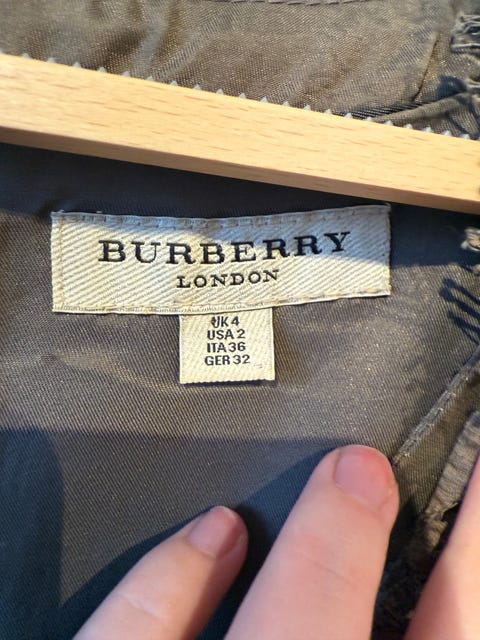 BURBERRY
LONDON
UK 4
USA 2
ITA 36
GER 32